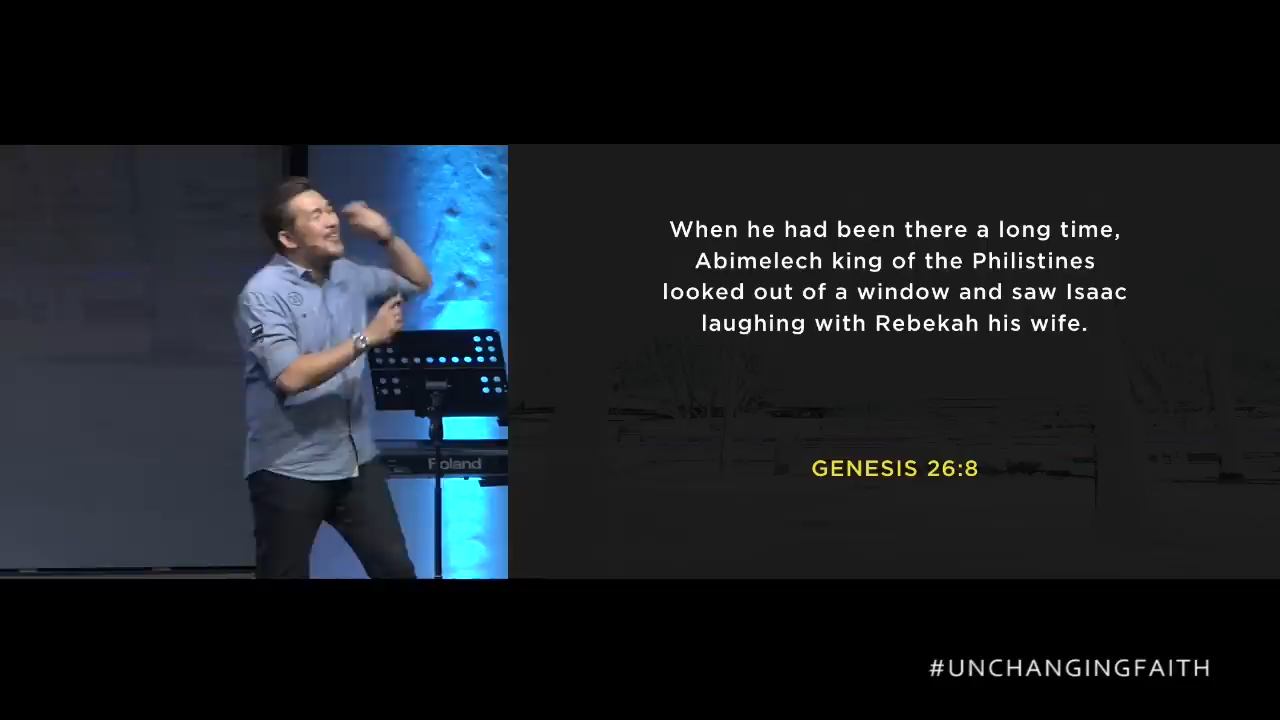 When he had been there a long time,
Abimelech king of the Philistines
looked out of a window and saw Isaac
laughing with Rebekah his wife.
GENESIS 26:8
Roland
#UNCHANGINGFAITH